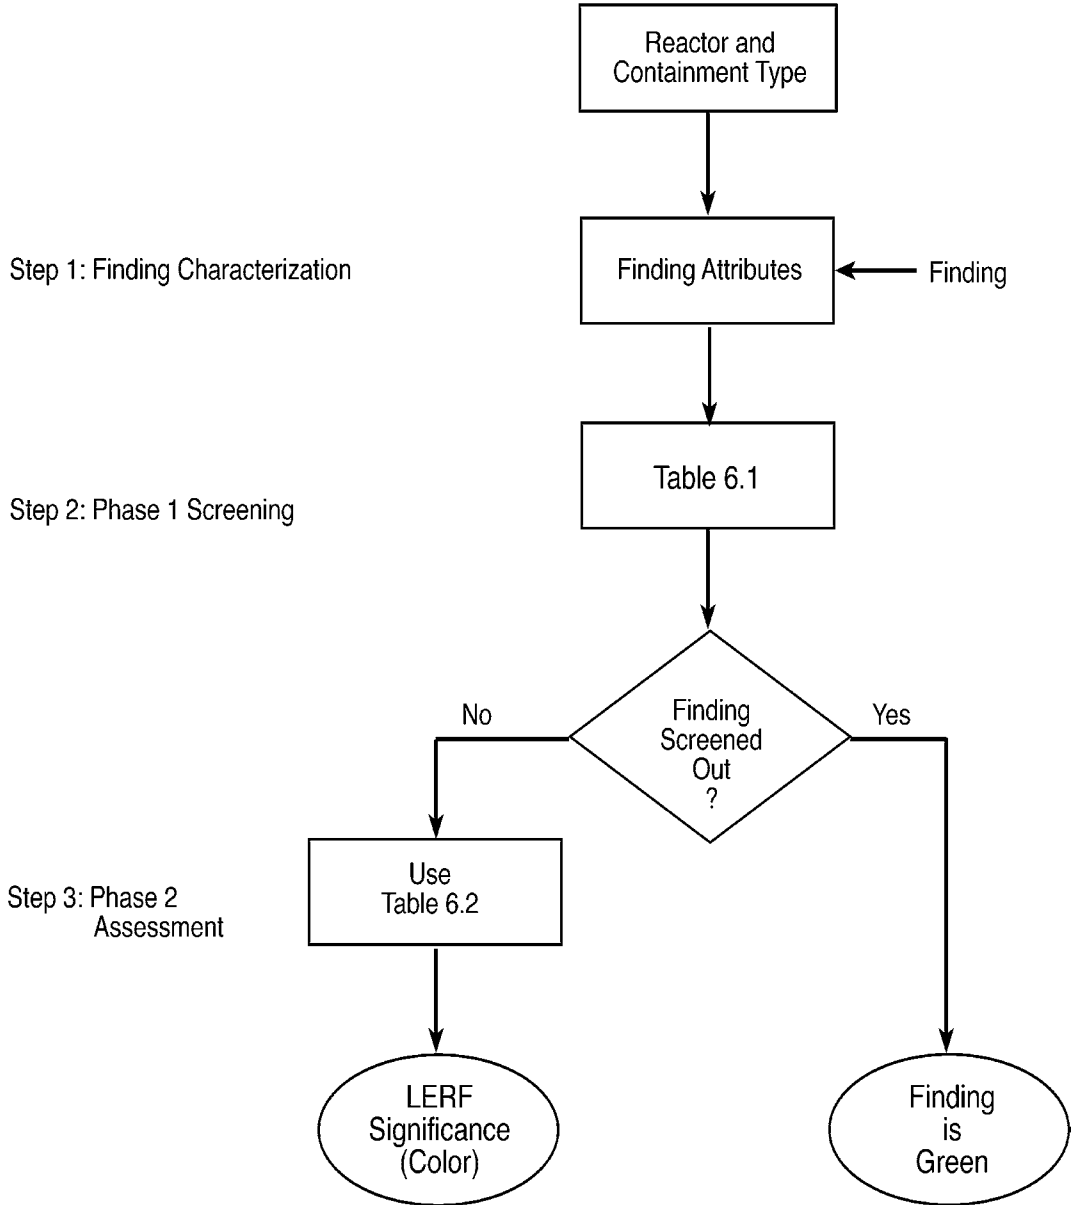 Reactor and
Containment Type
Step 1: Finding Characterization
Finding Attributes
Finding
Table 6.1
Step 2: Phase 1 Screening
No
Yes
Finding
Screened
Out
?
Use
Table 6.2
Step 3: Phase 2
Assessment
LERF
Significance
(Color)
Finding
is
Green